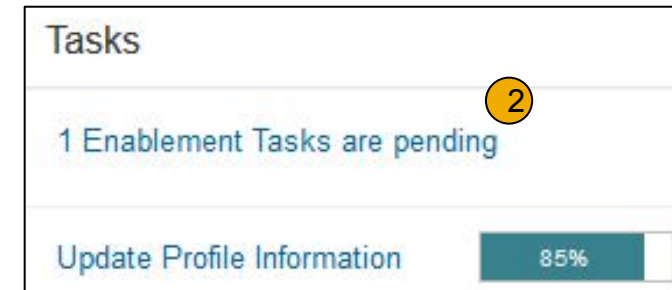 Tasks
2
1 Enablement Tasks are pending
Update Profile Information 85%